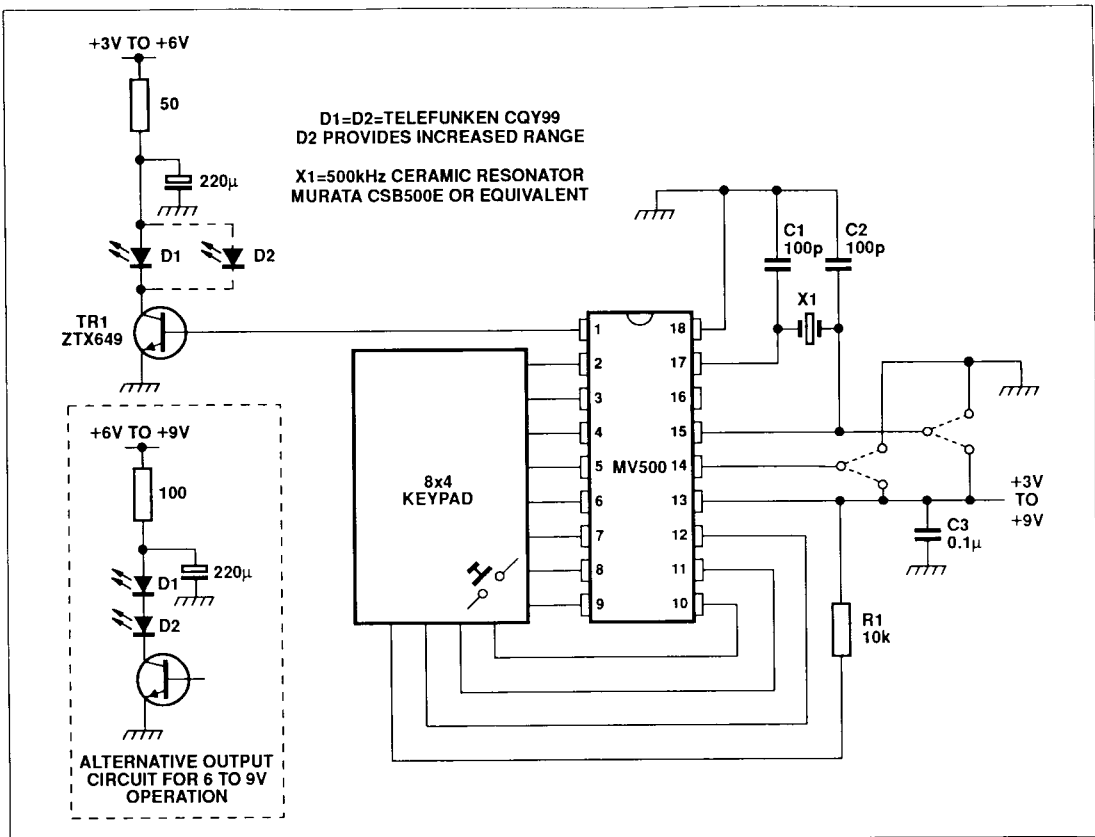 +3V TO +6V
50
220µ
D1=D2=TELEFUNKEN CQY99
D2 PROVIDES INCREASED RANGE
X1=500kHz CERAMIC RESONATOR
MURATA CSB500E OR EQUIVALENT
D1
D2
TR1
ZTX649
C1
100p
C2
100p
X1
8x4
KEYPAD
MV500
1
2
3
4
5
6
7
8
9
18
17
16
15
14
13
12
11
10
+3V
TO
+9V
C3
0.1µ
R1
10k
+6V TO +9V
100
220µ
D1
D2
ALTERNATIVE OUTPUT
CIRCUIT FOR 6 TO 9V
OPERATION